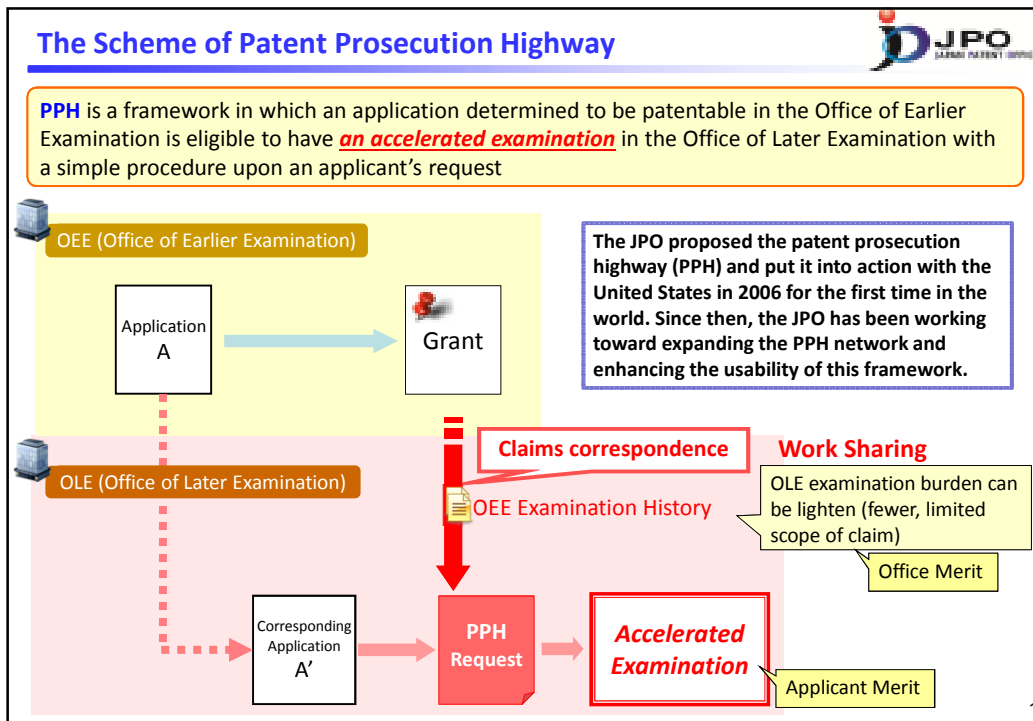 The Scheme of Patent Prosecution Highway
JPO
JAPAN PATENT OFFICE
PPH is a framework in which an application determined to be patentable in the Office of Earlier
Examination is eligible to have an accelerated examination in the Office of Later Examination with
a simple procedure upon an applicant’s request
OEE (Office of Earlier Examination)
Application
A
Grant
The JPO proposed the patent prosecution
highway (PPH) and put it into action with the
United States in 2006 for the first time in the
world. Since then, the JPO has been working
toward expanding the PPH network and
enhancing the usability of this framework.
Claims correspondence
Work Sharing
OLE (Office of Later Examination)
OEE Examination History
OLE examination burden can
be lighten (fewer, limited
scope of claim)
Office Merit
Corresponding
Application
A’
PPH
Request
Accelerated
Examination
Applicant Merit